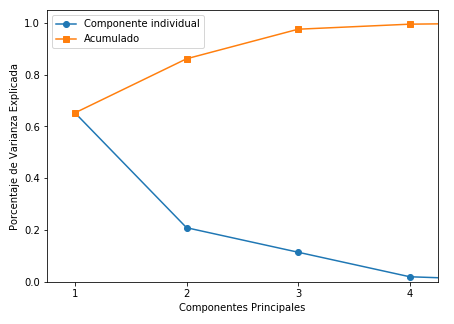 Componente individual
Acumulado
Porcentaje de Varianza Explicada
1.0
0.8
0.6
0.4
0.2
0.0
1
2
3
4
Componentes Principales